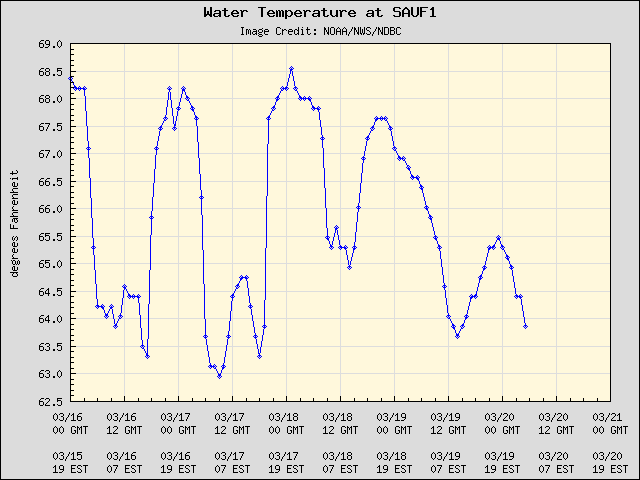 Water Temperature at SAUF1
Image Credit: NOAA/NWS/NDBC
69.0
68.5
68.0
67.5
67.0
66.5
66.0
65.5
65.0
64.5
64.0
63.5
63.0
62.5
degrees Fahrenheit
03/16 03/16 03/17 03/17 03/18 03/18 03/19 03/19 03/20 03/20 03/21
00 GMT 12 GMT 00 GMT 12 GMT 00 GMT 12 GMT 00 GMT 12 GMT 00 GMT 12 GMT 00 GMT
03/15 03/16 03/16 03/17 03/17 03/18 03/18 03/19 03/19 03/20 03/20
19 EST 07 EST 19 EST 07 EST 19 EST 07 EST 19 EST 07 EST 19 EST 07 EST 19 EST